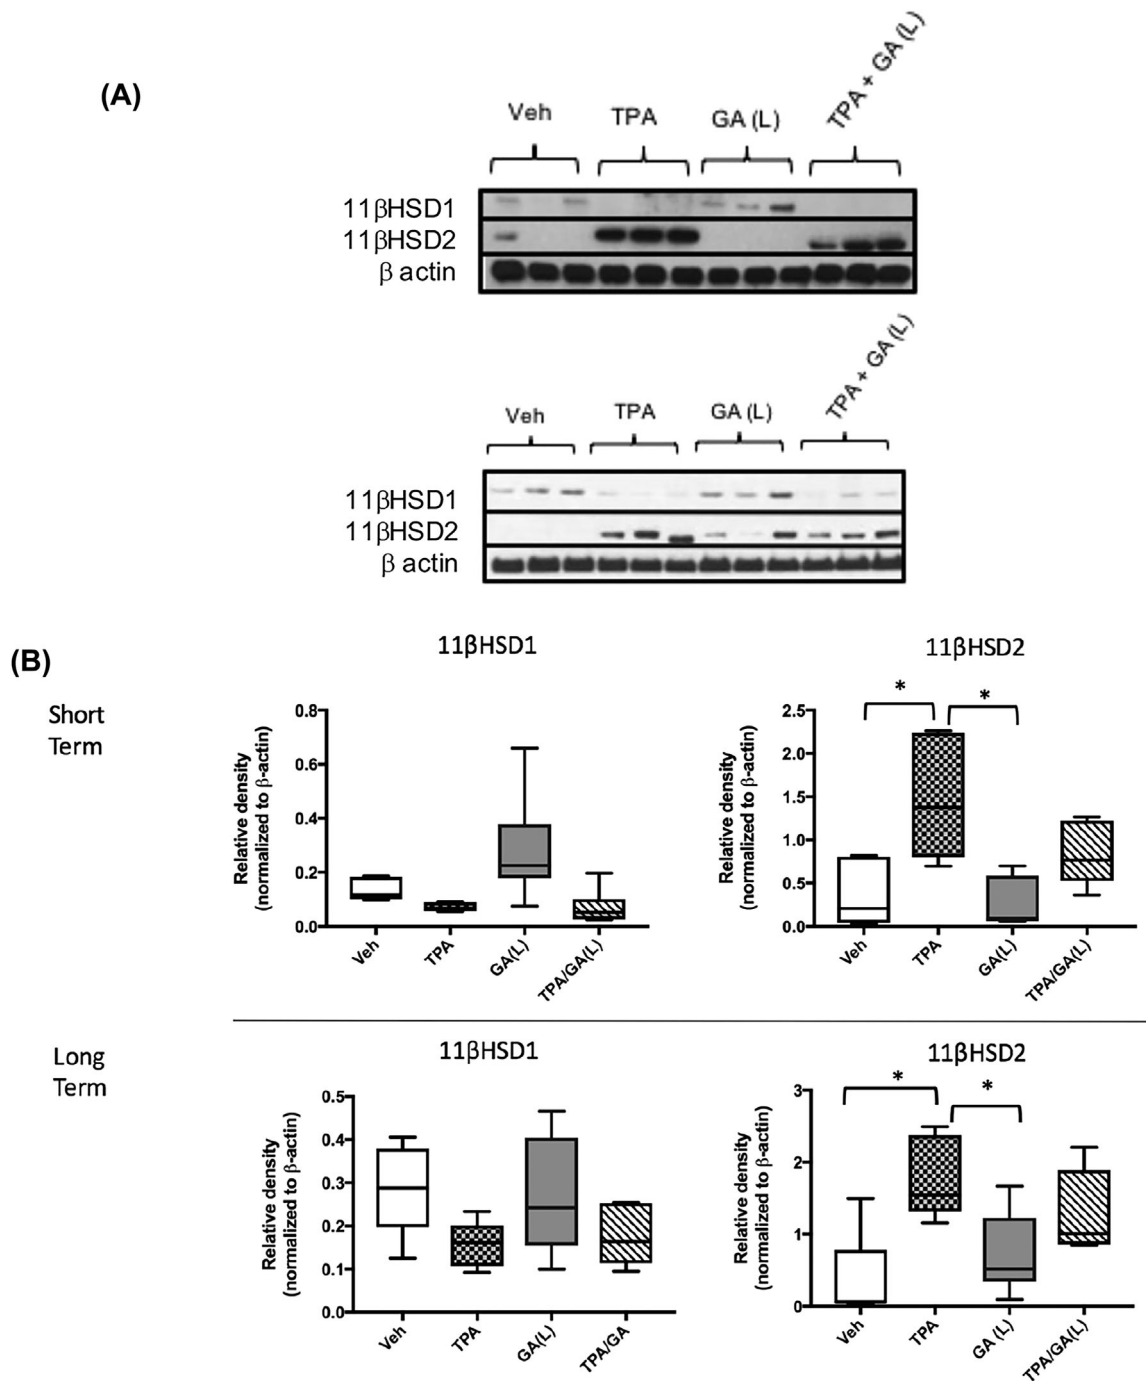 (A)
Veh TPA GA (L) TPA + GA (L)
11βHSD1
11βHSD2
β actin
Veh TPA GA (L) TPA + GA (L)
11βHSD1
11βHSD2
β actin
(B)
Short
Term
11βHSD1
Relative density
(normalized to β-actin)
0.8
0.6
0.4
0.2
0.0
Veh TPA GA(L) TPA/GA(L)
11βHSD2
* *
Relative density
(normalized to β-actin)
2.5
2.0
1.5
1.0
0.5
0.0
Veh TPA GA(L) TPA/GA(L)
Long
Term
11βHSD1
Relative density
(normalized to β-actin)
0.5
0.4
0.3
0.2
0.1
0.0
Veh TPA GA(L) TPA/GA
11βHSD2
* *
Relative density
(normalized to β-actin)
3
2
1
0
Veh TPA GA (L) TPA/GA(L)